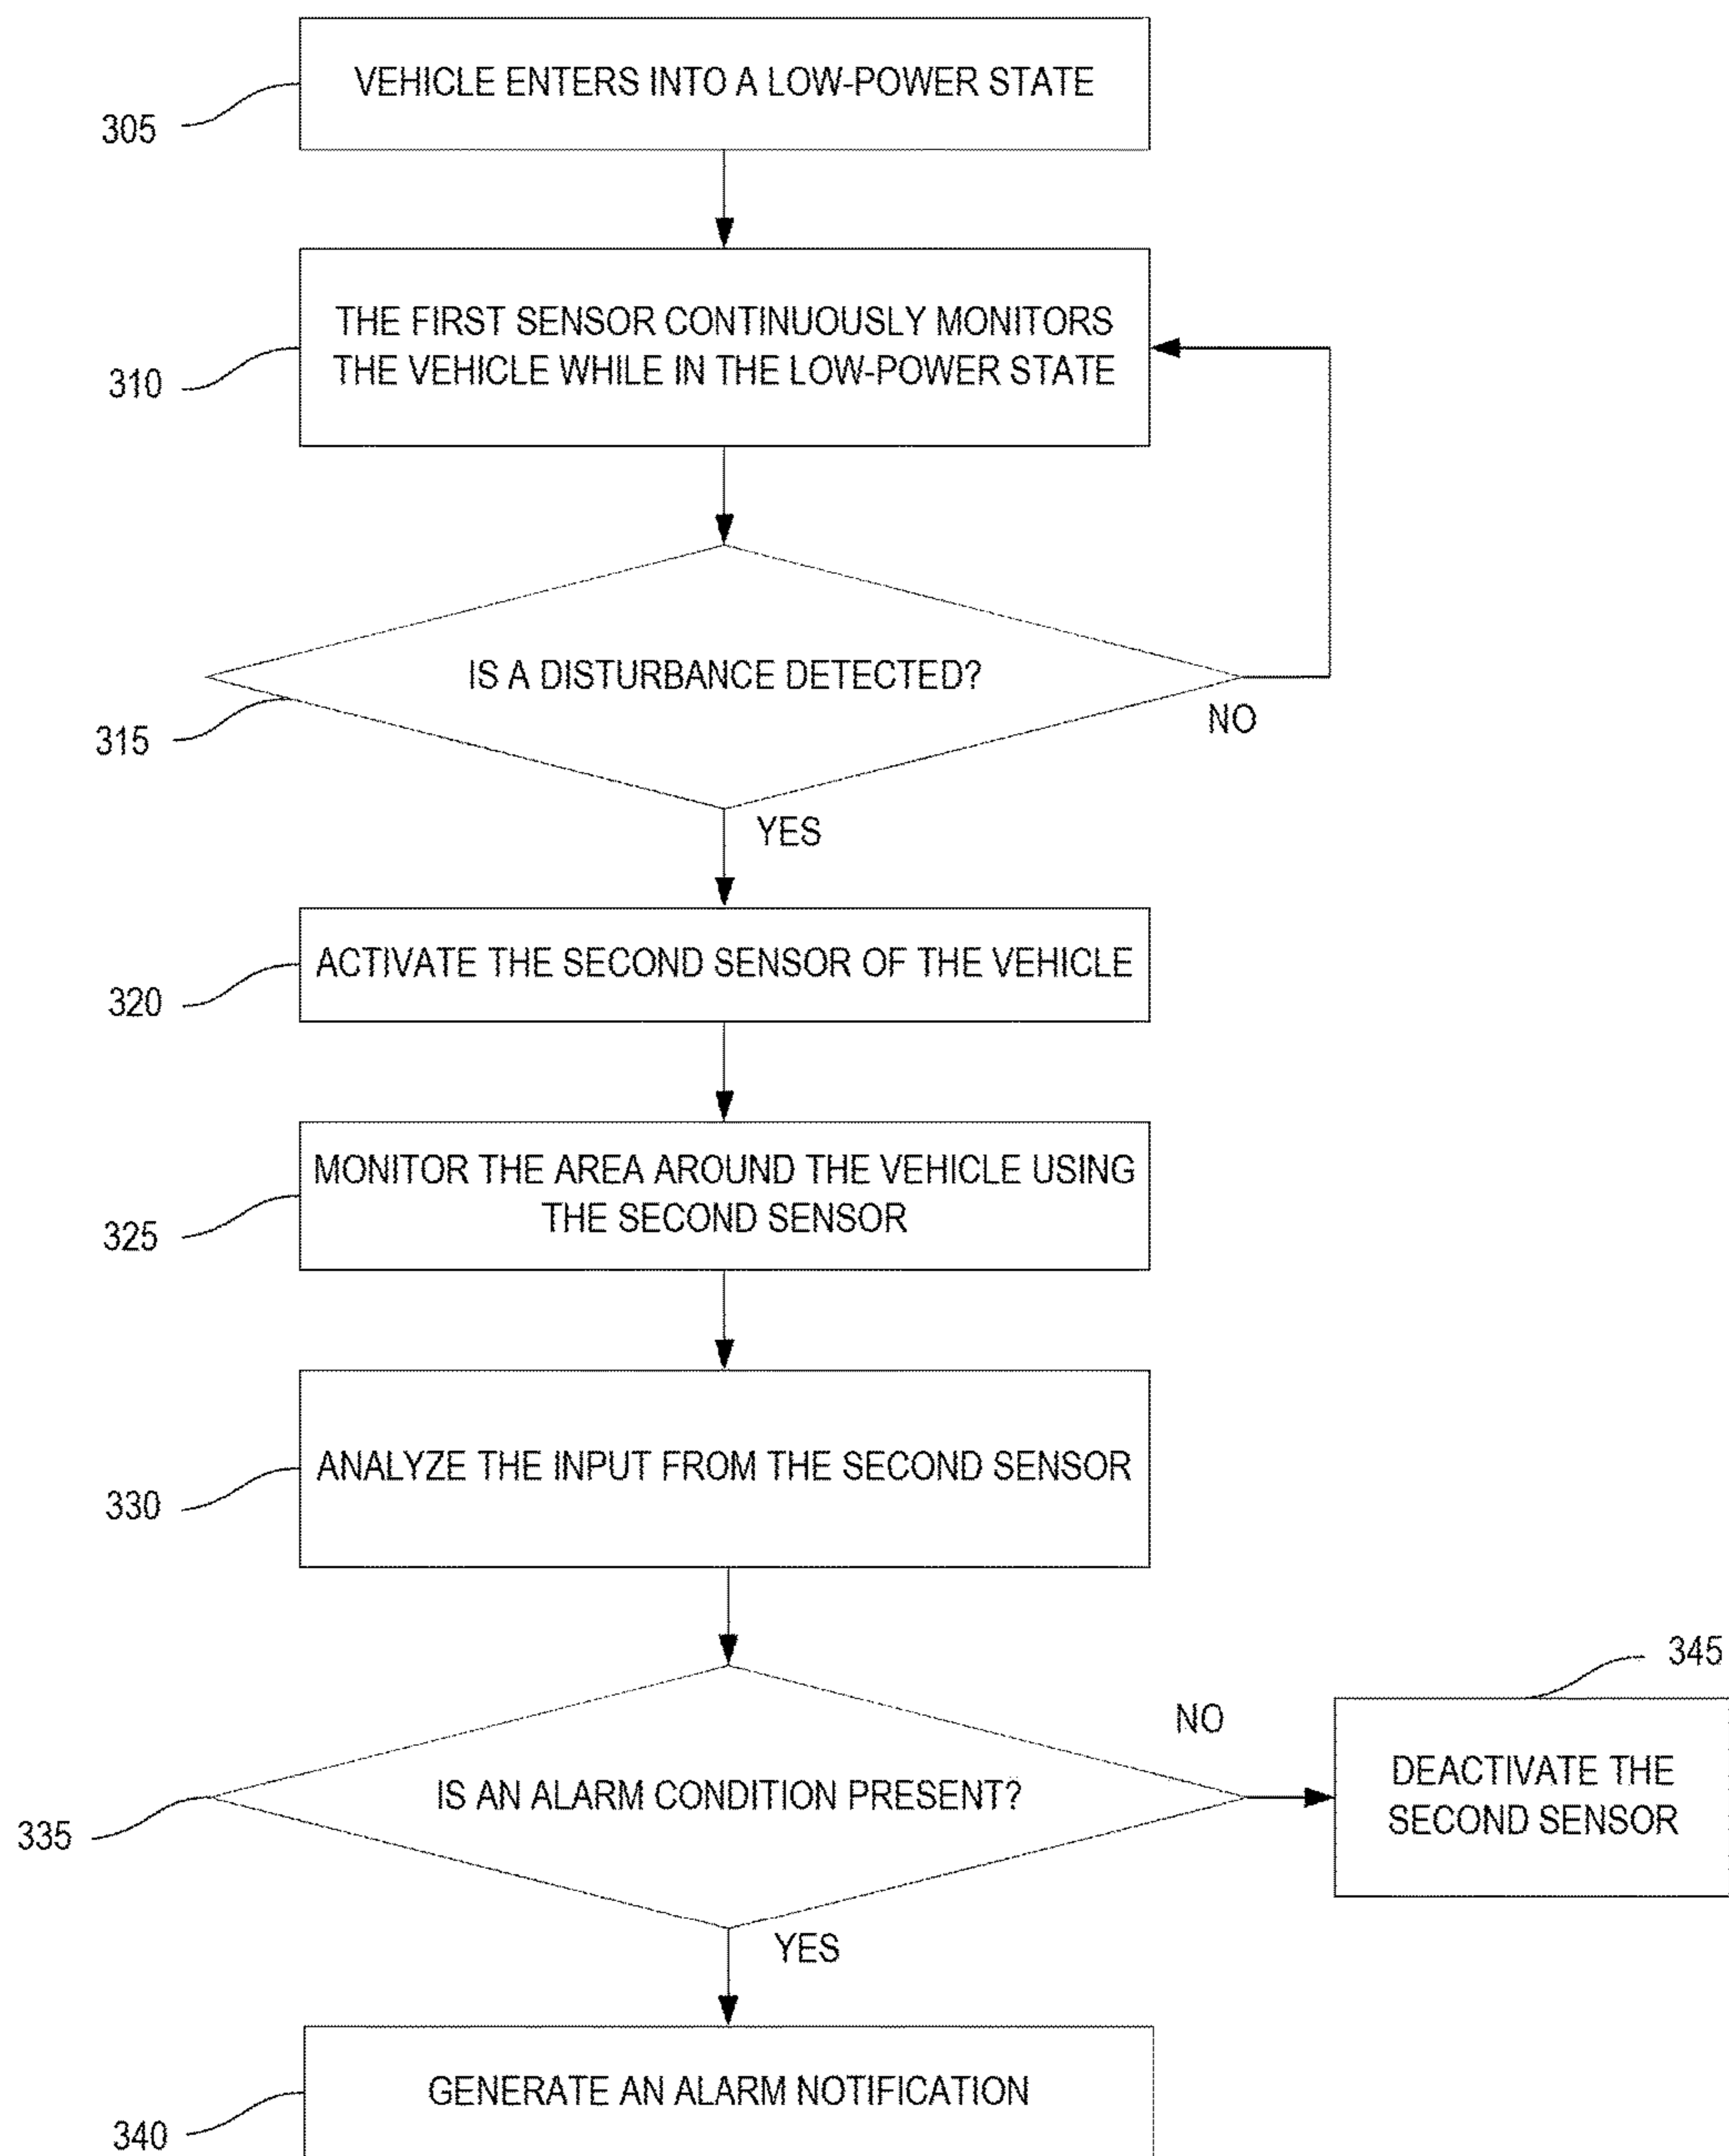 VEHICLE ENTERS INTO A LOW-POWER STATE
305
THE FIRST SENSOR CONTINUOUSLY MONITORS
THE VEHICLE WHILE IN THE LOW-POWER STATE
310
IS A DISTURBANCE DETECTED?
315
NO
YES
ACTIVATE THE SECOND SENSOR OF THE VEHICLE
320
MONITOR THE AREA AROUND THE VEHICLE USING
THE SECOND SENSOR
325
ANALYZE THE INPUT FROM THE SECOND SENSOR
330
345
NO
IS AN ALARM CONDITION PRESENT?
335
DEACTIVATE THE
SECOND SENSOR
YES
GENERATE AN ALARM NOTIFICATION
340